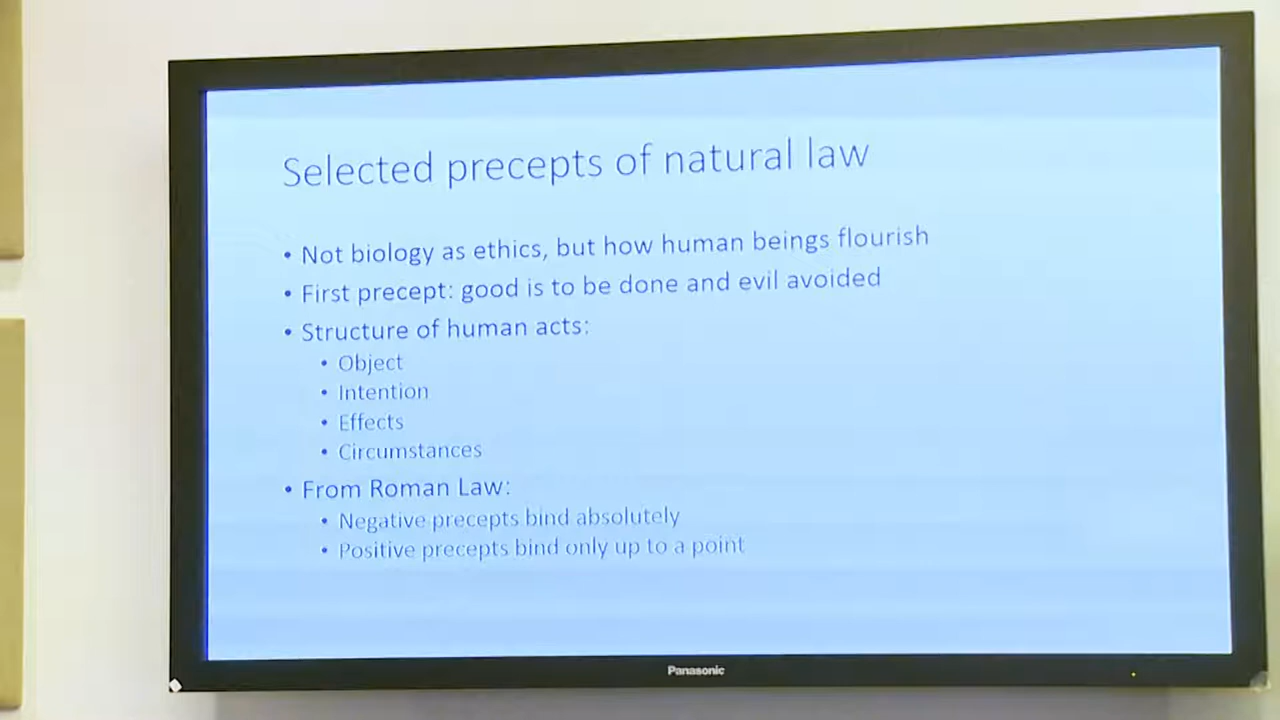 Selected precepts of natural law
• Not biology as ethics, but how human beings flourish
• First precept: good is to be done and evil avoided
• Structure of human acts:
• Object
• Intention
• Effects
• Circumstances
• From Roman Law:
• Negative precepts bind absolutely
• Positive precepts bind only up to a point
Panasonic